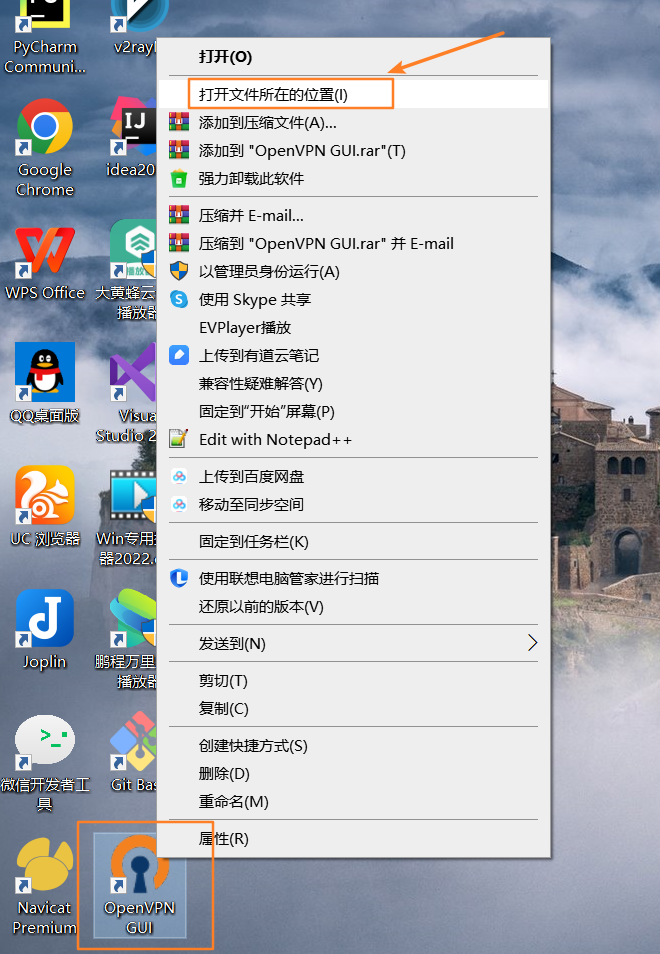 PyCharm
Communi...
v2rayl
Google
Chrome
IJ
idea20
WPS Office
大黄蜂云
播放器
QQ桌面版
Visua
Studio 2
UC 浏览器
Win专用
器2022.
Joplin
鹏程万里
播放器
微信开发者工
具
Git Bas
Navicat
Premium
OpenVPN
GUI
打开(O)
打开文件所在的位置(I)
添加到压缩文件(A)...
添加到 "OpenVPN GUI.rar"(T)
强力卸载此软件
压缩并 E-mail...
压缩到 "OpenVPN GUI.rar" 并 E-mail
以管理员身份运行(A)
使用 Skype 共享
EVPlayer播放
上传到有道云笔记
兼容性疑难解答(Y)
固定到“开始”屏幕(P)
Edit with Notepad++
上传到百度网盘
移动至同步空间
固定到任务栏(K)
使用联想电脑管家进行扫描
还原以前的版本(V)
发送到(N)
剪切(T)
复制(C)
创建快捷方式(S)
删除(D)
重命名(M)
属性(R)